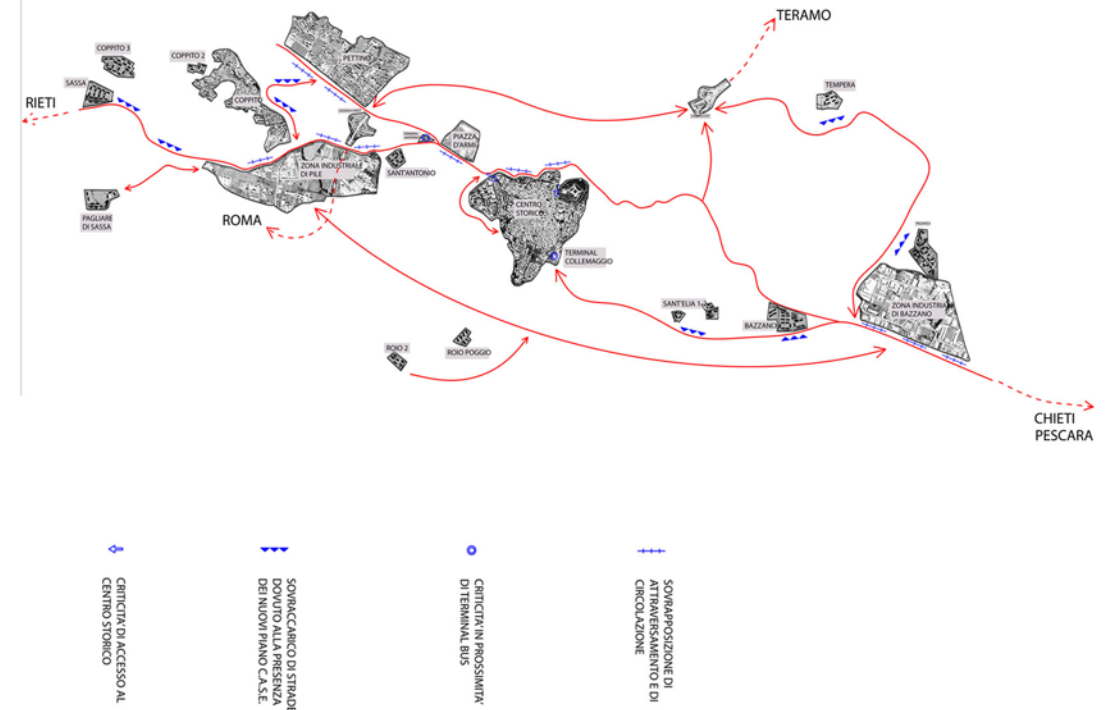 TERAMO
COPPITO 3
COPPITO 2
PETTINO
SASSA
TEMPERA
RIETI
COPPITO
PIAZZA
D'ARMI
ZONA INDUSTRIALE
DI PILE
SANT'ANTONIO
PAGLIARE
DI SASSA
ROMA
CENTRO
STORICO
TERMINAL
COLLEMAGGIO
SANT'ELIA 1
ZONA INDUSTRIA
DI BAZZANO
BAZZANO
ROIO 2
ROIO POGGIO
CHIETI
PESCARA
CRITICITA' DI ACCESSO AL
CENTRO STORICO
SOVRACCARICO DI STRADE
DOVUTO ALLA PRESENZA
DEI NUOVI PIANO C.A.S.E.
CRITICITA' IN PROSSIMITA'
DI TERMINAL BUS
SOVRAPPOSIZIONE DI
ATTRAVERSAMENTO E DI
CIRCOLAZIONE